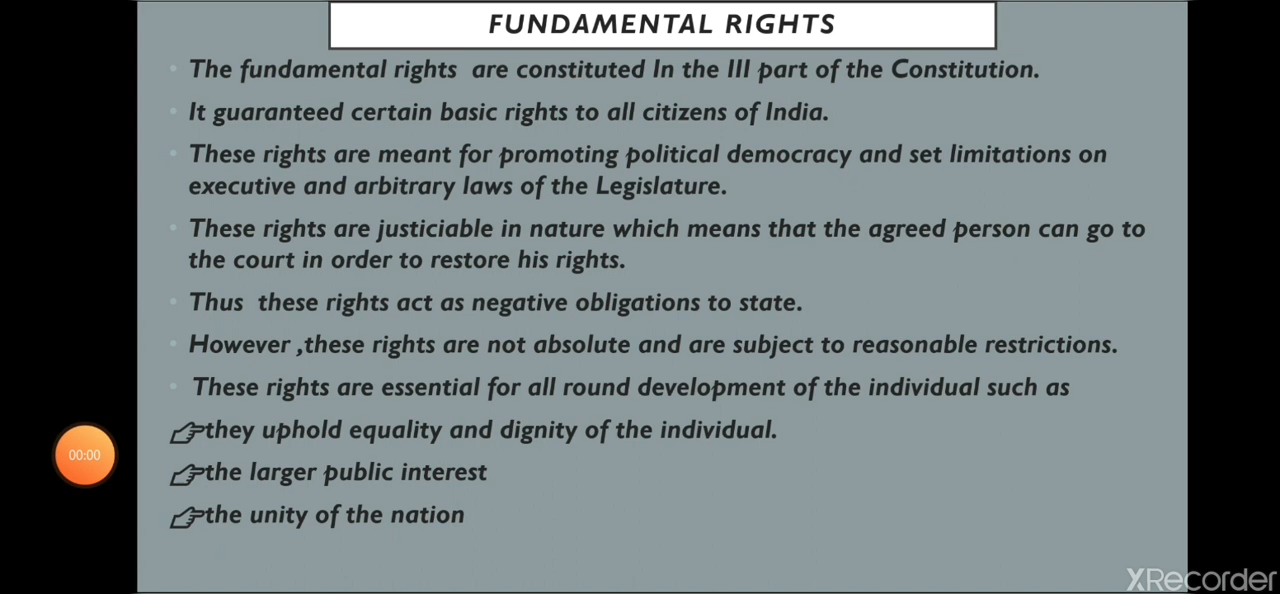 FUNDAMENTAL RIGHTS
The fundamental rights are constituted In the III part of the Constitution.
It guaranteed certain basic rights to all citizens of India.
These rights are meant for promoting political democracy and set limitations on
executive and arbitrary laws of the Legislature.
These rights are justiciable in nature which means that the agreed person can go to
the court in order to restore his rights.
Thus these rights act as negative obligations to state.
However ,these rights are not absolute and are subject to reasonable restrictions.
These rights are essential for all round development of the individual such as
they uphold equality and dignity of the individual.
00:00
the larger public interest
the unity of the nation
XRecorder